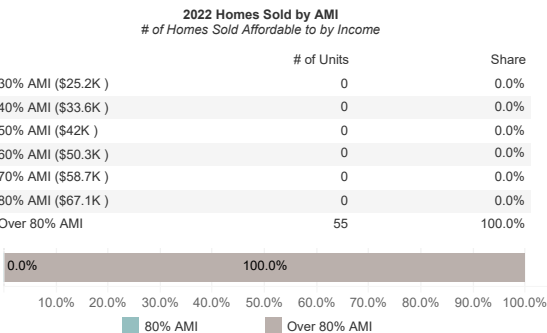 2022 Homes Sold by AMI
# of Homes Sold Affordable to by Income
# of Units Share
30% AMI ($25.2K ) 0 0.0%
40% AMI ($33.6K ) 0 0.0%
50% AMI ($42K ) 0 0.0%
60% AMI ($50.3K ) 0 0.0%
70% AMI ($58.7K ) 0 0.0%
80% AMI ($67.1K ) 0 0.0%
Over 80% AMI 55 100.0%
0.0% 100.0%
10.0% 20.0% 30.0% 40.0% 50.0% 60.0% 70.0% 80.0% 90.0% 100.0%
80% AMI Over 80% AMI